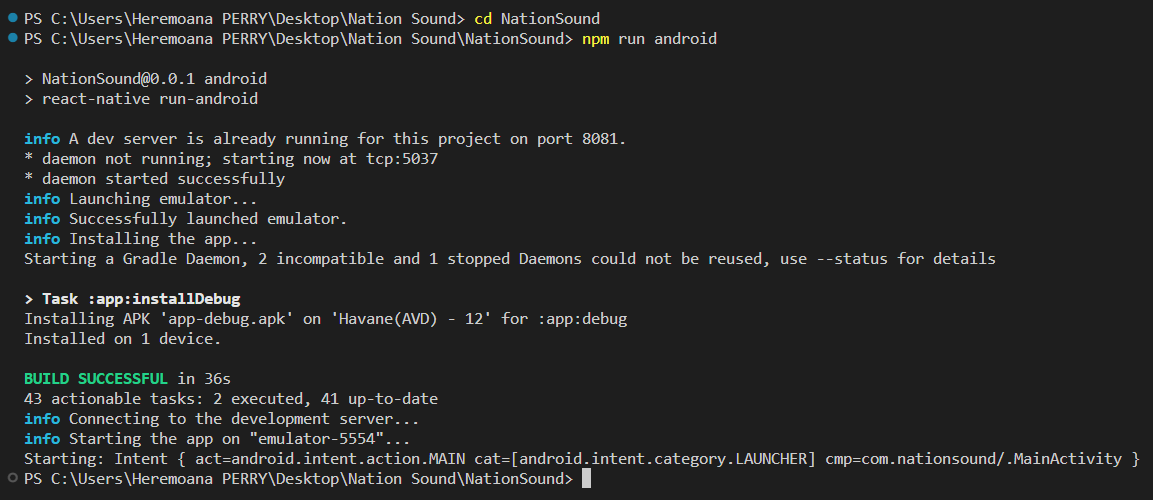 PS C:\Users\Heremoana PERRY\Desktop\Nation Sound> cd NationSound
PS C:\Users\Heremoana PERRY\Desktop\Nation Sound\NationSound> npm run android
> NationSound@0.0.1 android
> react-native run-android
info A dev server is already running for this project on port 8081.
* daemon not running; starting now at tcp:5037
* daemon started successfully
info Launching emulator...
info Successfully launched emulator.
info Installing the app...
Starting a Gradle Daemon, 2 incompatible and 1 stopped Daemons could not be reused, use --status for details
> Task :app:installDebug
Installing APK 'app-debug.apk' on 'Havane(AVD) - 12' for :app:debug
Installed on 1 device.
BUILD SUCCESSFUL in 36s
43 actionable tasks: 2 executed, 41 up-to-date
info Connecting to the development server...
info Starting the app on "emulator-5554"...
Starting: Intent { act=android.intent.action.MAIN cat=[android.intent.category.LAUNCHER] cmp=com.nationsound/.MainActivity }
PS C:\Users\Heremoana PERRY\Desktop\Nation Sound\NationSound>